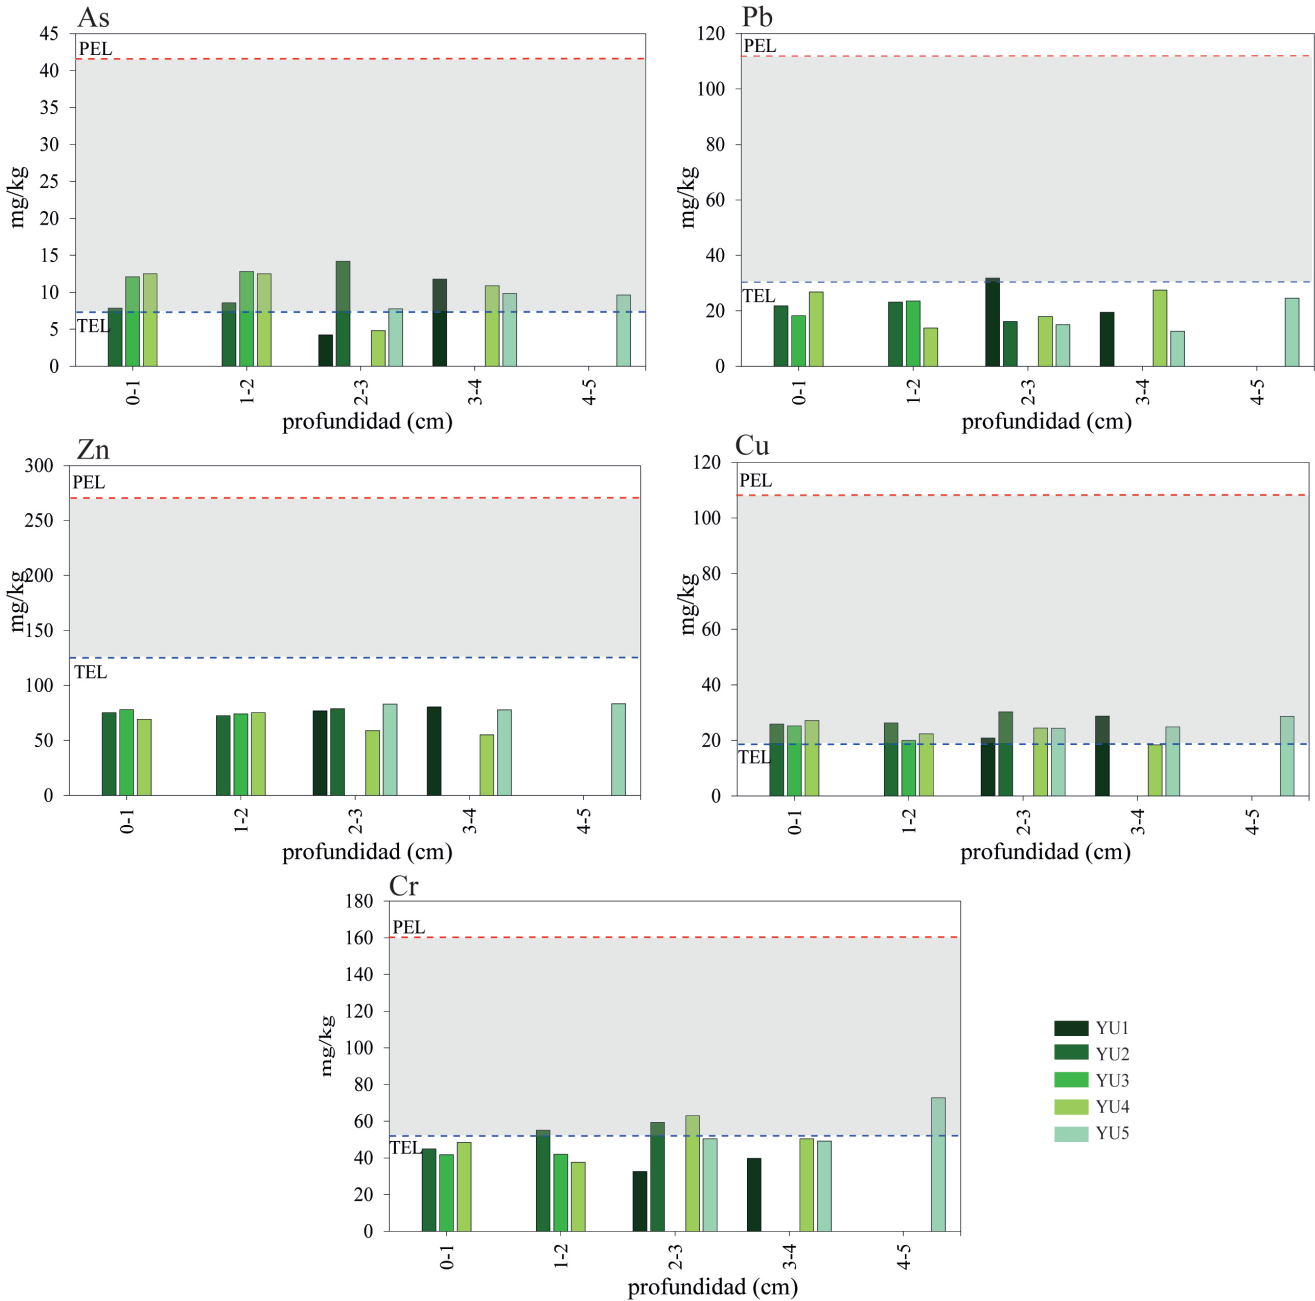 As
PEL
TEL
45
40
35
30
25
20
15
10
5
0
mg/kg
0-1
1-2
2-3
3-4
4-5
profundidad (cm)
Pb
PEL
TEL
120
100
80
60
40
20
0
mg/kg
0-1
1-2
2-3
3-4
4-5
profundidad (cm)
Zn
PEL
TEL
300
250
200
150
100
50
0
mg/kg
0-1
1-2
2-3
3-4
4-5
profundidad (cm)
Cu
PEL
TEL
120
100
80
60
40
20
0
mg/kg
0-1
1-2
2-3
3-4
4-5
profundidad (cm)
Cr
PEL
TEL
180
160
140
120
100
80
60
40
20
0
mg/kg
0-1
1-2
2-3
3-4
4-5
profundidad (cm)
YU1
YU2
YU3
YU4
YU5